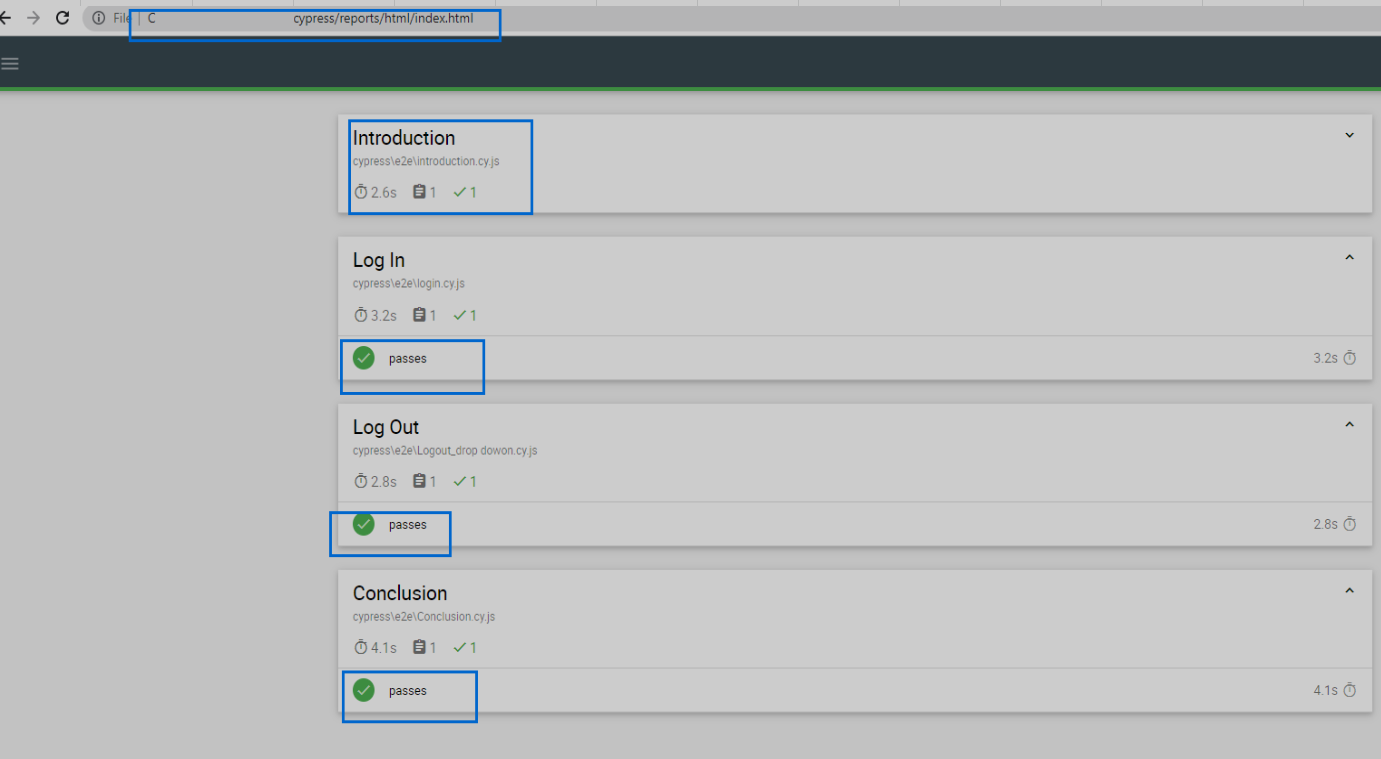 File C cypress/reports/html/index.html
Introduction
cypress\e2e\introduction.cy.js
2.6s 1 1
Log In
cypress\e2e\login.cy.js
3.2s 1 1
passes 3.2s
Log Out
cypress\e2e\Logout_drop dowon.cy.js
2.8s 1 1
passes 2.8s
Conclusion
cypress\e2e\Conclusion.cy.js
4.1s 1 1
passes 4.1s